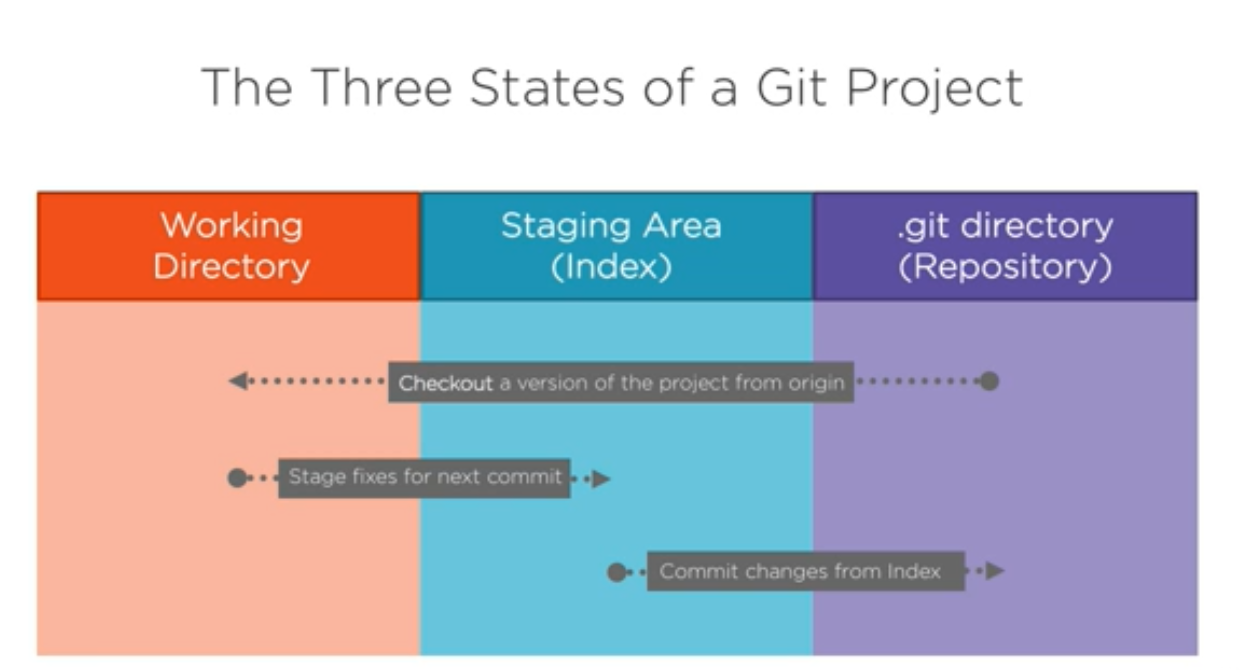 The Three States of a Git Project
Working
Directory
Staging Area
(Index)
.git directory
(Repository)
Checkout a version of the project from origin
Stage fixes for next commit
Commit changes from Index